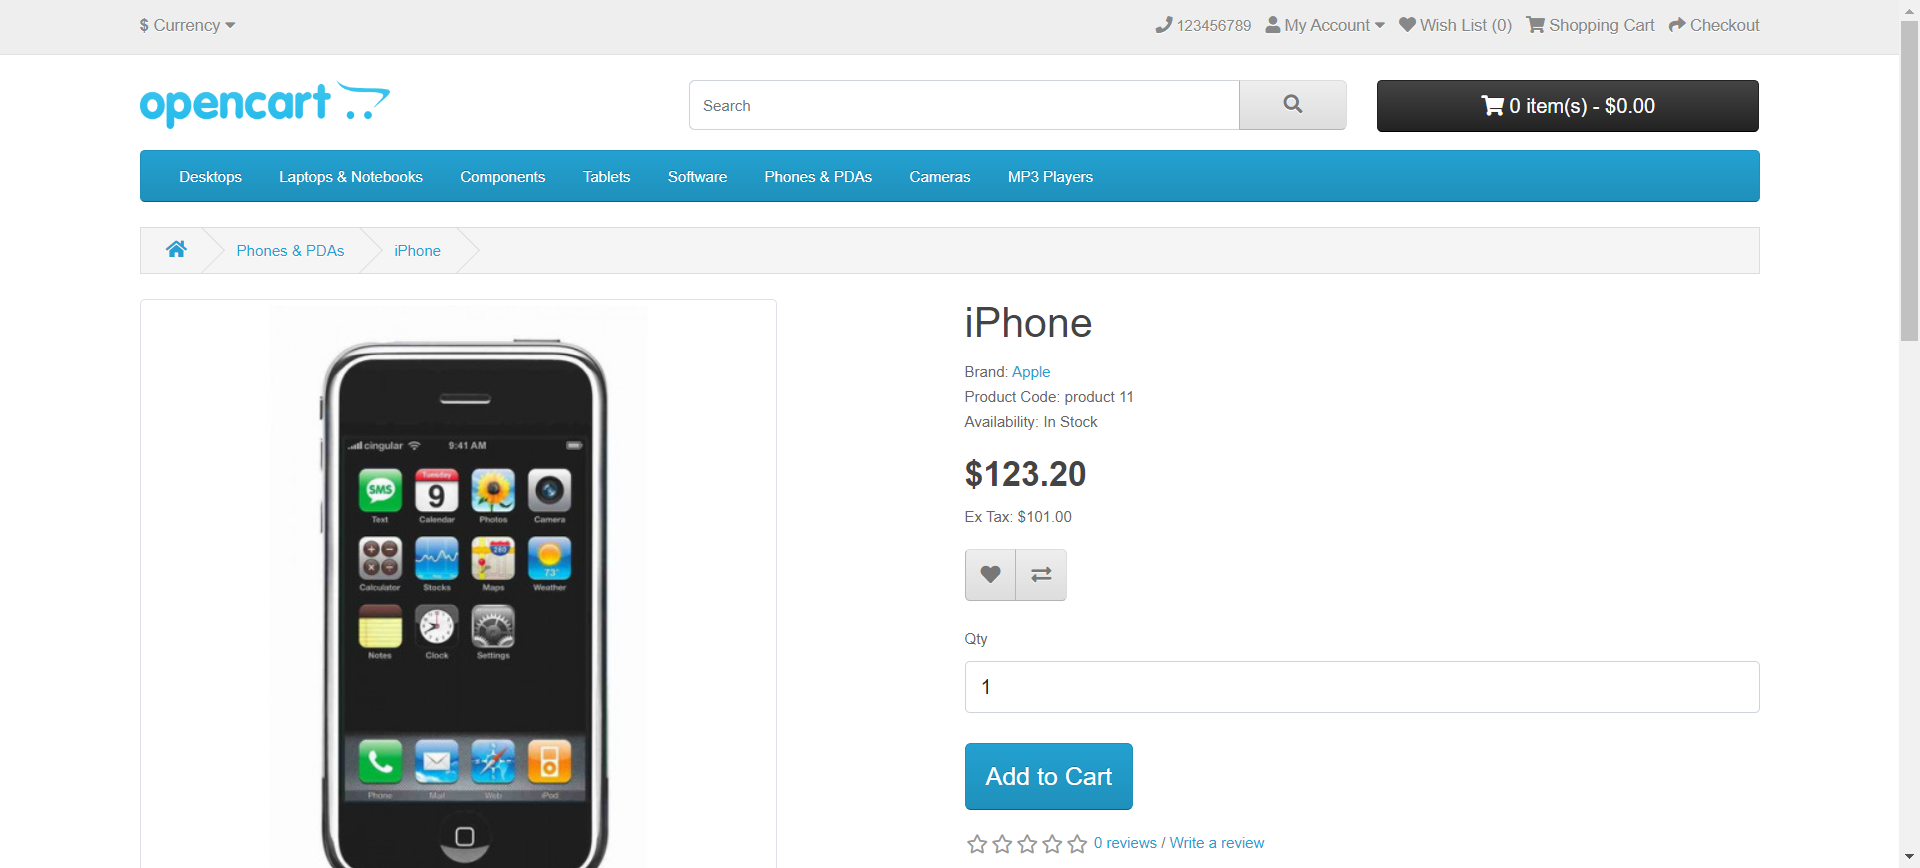 $ Currency
123456789 My Account Wish List (0) Shopping Cart Checkout
opencart
Search
0 item(s) - $0.00
Desktops Laptops & Notebooks Components Tablets Software Phones & PDAs Cameras MP3 Players
Phones & PDAs iPhone
iPhone
Brand: Apple
Product Code: product 11
Availability: In Stock
$123.20
Ex Tax: $101.00
Qty
1
Add to Cart
0 reviews / Write a review
cingular 9:41 AM
SMS Tuesday 9 280 73°
Text Calendar Photos Camera
Calculator Stocks Maps Weather
Notes Clock Settings
Phone Mail Web iPod